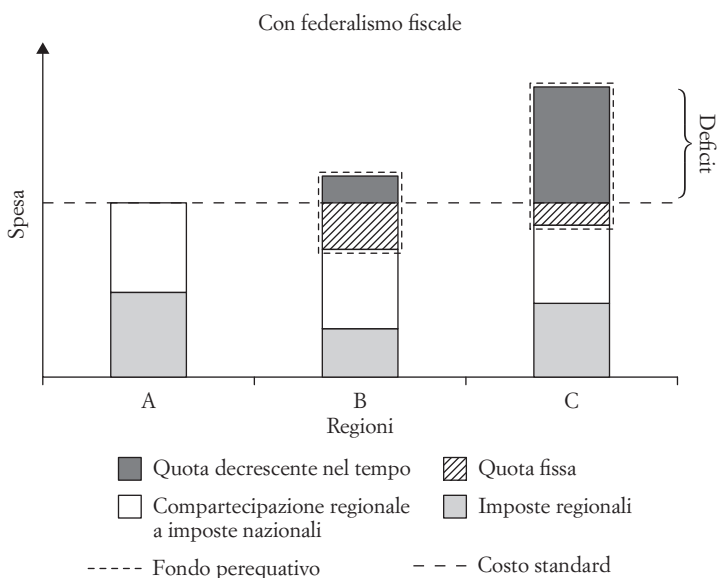 Con federalismo fiscale
Spesa
Deficit
A
B
C
Regioni
Quota decrescente nel tempo
Quota fissa
Compartecipazione regionale
a imposte nazionali
Imposte regionali
Fondo perequativo
Costo standard